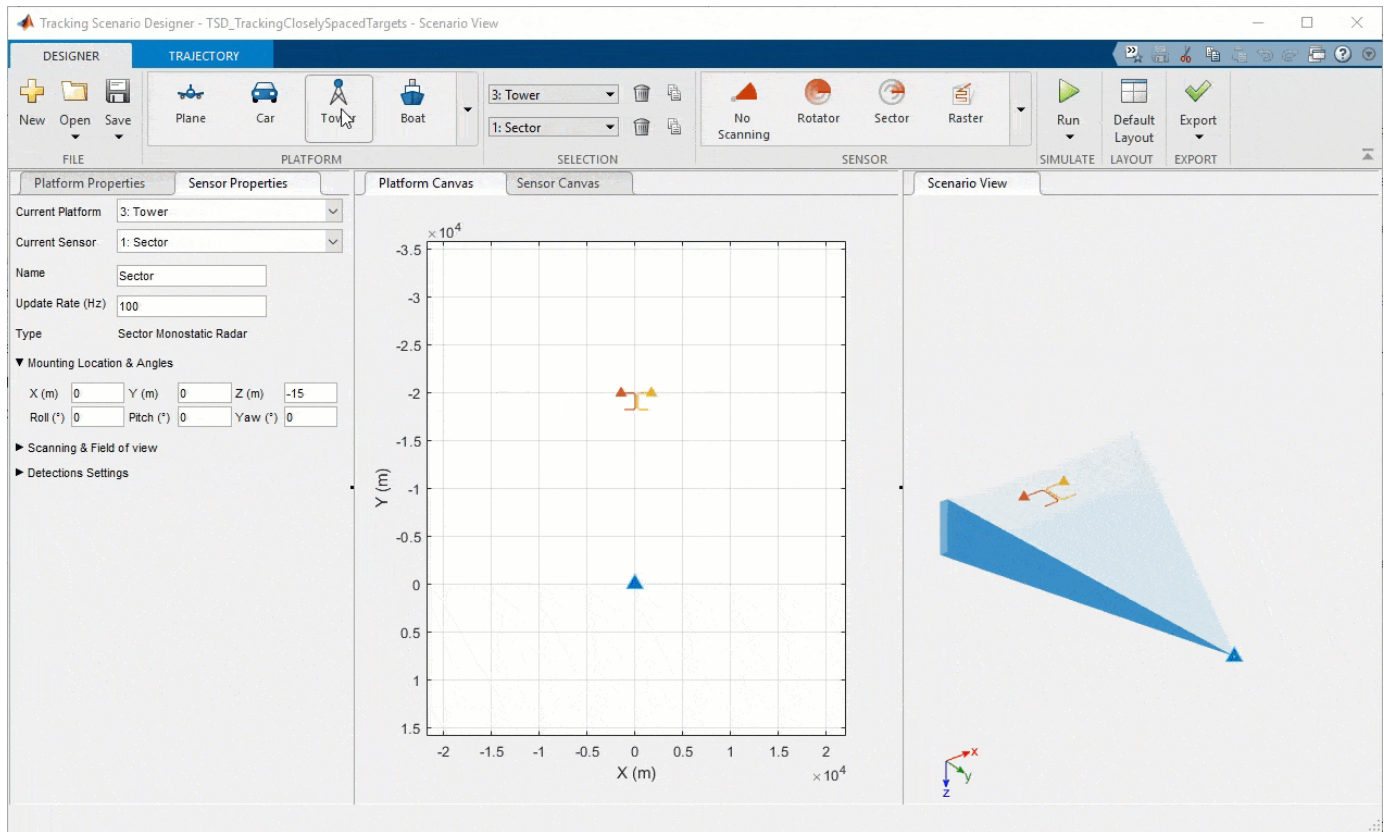 Tracking Scenario Designer - TSD_TrackingCloselySpacedTargets - Scenario View
DESIGNER TRAJECTORY
New Open Save Plane Car Tower Boat 3: Tower 1: Sector No Scanning Rotator Sector Raster Run Default Layout Export
FILE PLATFORM SELECTION SENSOR SIMULATE LAYOUT EXPORT
Platform Properties Sensor Properties Platform Canvas Sensor Canvas Scenario View
Current Platform 3: Tower
Current Sensor 1: Sector
Name Sector
Update Rate (Hz) 100
Type Sector Monostatic Radar
Mounting Location & Angles
X (m) 0 Y (m) 0 Z (m) -15
Roll (°) 0 Pitch (°) 0 Yaw (°) 0
Scanning & Field of view
Detections Settings
×10^4
-3.5
-3
-2.5
-2
-1.5
-1
-0.5
0
0.5
1
1.5
Y (m)
-2 -1.5 -1 -0.5 0 0.5 1 1.5 2
X (m) ×10^4
x
y
z